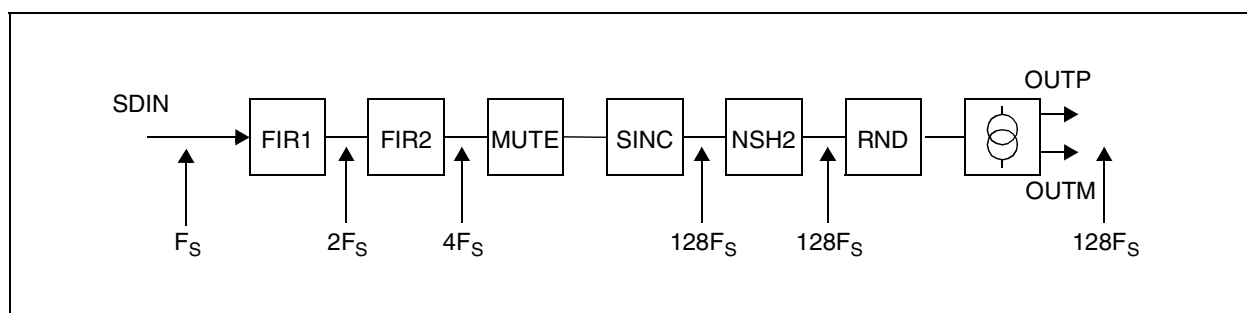 SDIN
OUTP
FIR1
FIR2
MUTE
SINC
NSH2
RND
OUTM
FS
2FS
4FS
128FS
128FS
128FS